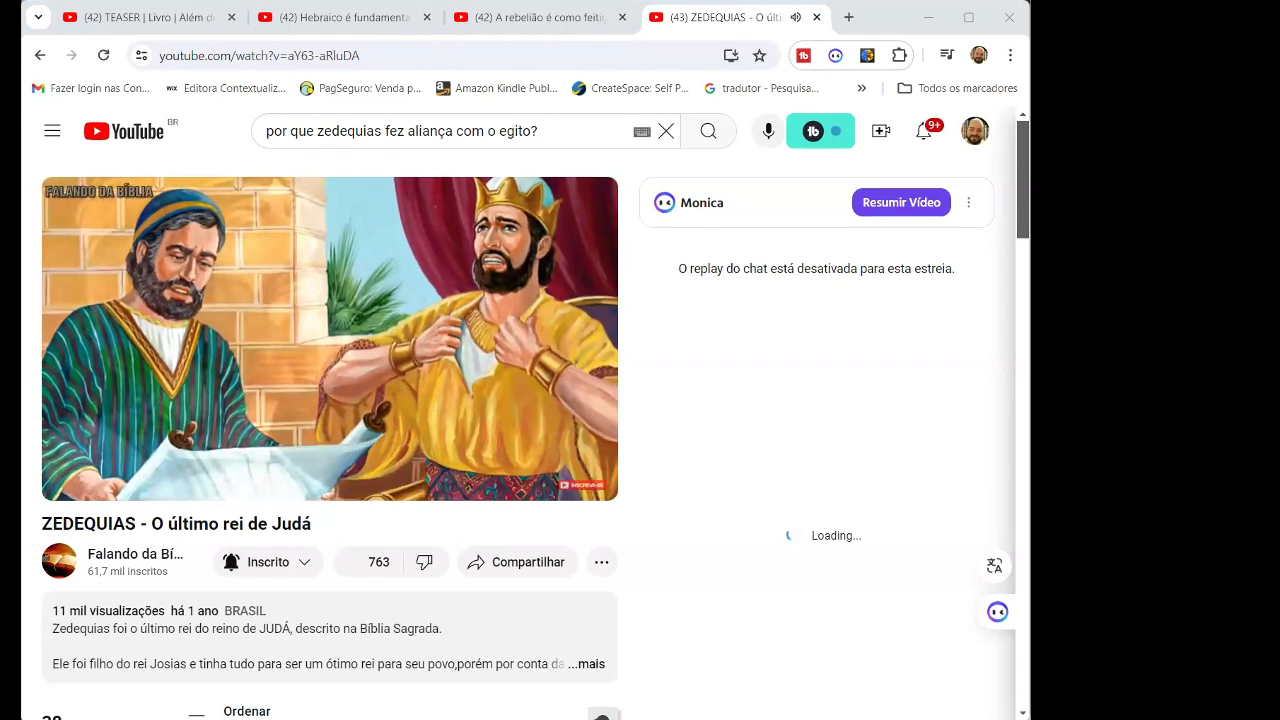 (42) TEASER | Livro | Além d
(42) Hebraico é fundamenta
(42) A rebelião é como feitiç
(43) ZEDEQUIAS - O últi
youtube.com/watch?v=aY63-aRluDA
Fazer login nas Con...
WiX Editora Contextualiz...
PagSeguro: Venda p...
Amazon Kindle Publ...
CreateSpace: Self P...
tradutor - Pesquisa...
Todos os marcadores
YouTube BR
por que zedequias fez aliança com o egito?
9+
FALANDO DA BÍBLIA
INSCREVA-SE
Monica
Resumir Vídeo
O replay do chat está desativada para esta estreia.
Loading...
ZEDEQUIAS - O último rei de Judá
Falando da Bí...
61,7 mil inscritos
Inscrito
763
Compartilhar
11 mil visualizações há 1 ano BRASIL
Zedequias foi o último rei do reino de JUDA
crito na Bíblia Sagrada.
Ele foi filho do rei Josias e tinha tudo para ser um ótimo rei para seu povo,porém por conta da ...mais
Ordenar